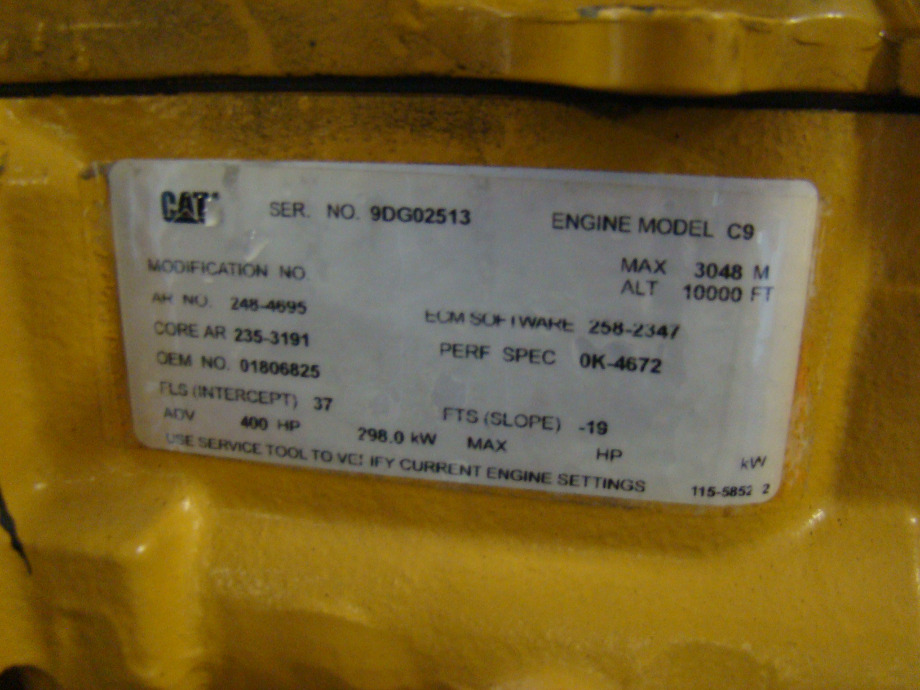 CAT SER. NO. 9DG02513 ENGINE MODEL C9
MODIFICATION NO. MAX 3048 M
ALT 10000 FT
AR NO. 248-4695 ECM SOFTWARE 258-2347
CORE AR 235-3191 PERF SPEC 0K-4672
OEM NO. 01806825
FLS (INTERCEPT) 37 FTS (SLOPE) -19
ADV 400 HP 298.0 kW MAX HP kW
USE SERVICE TOOL TO VERIFY CURRENT ENGINE SETTINGS 115-5852 2